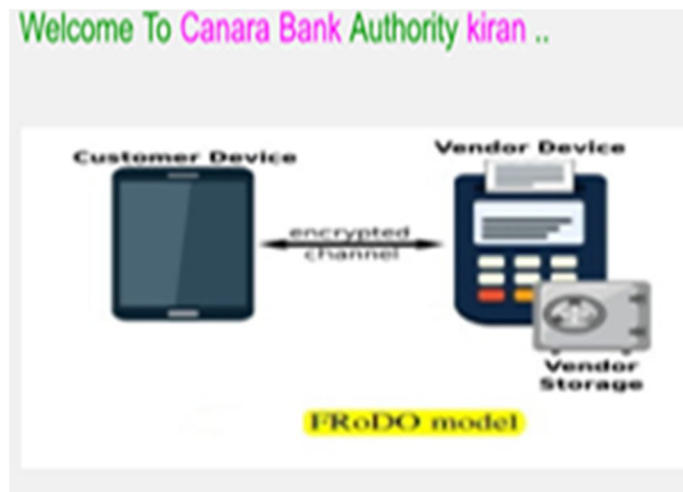 Welcome To Canara Bank Authority kiran ..
Customer Device
Vendor Device
encrypted
channel
Vendor
Storage
FRoDO model